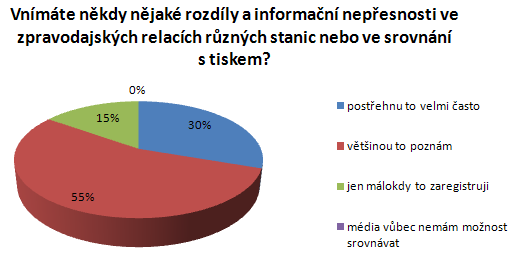 Vnímáte někdy nějaké rozdíly a informační nepřesnosti ve
zpravodajských relacích různých stanic nebo ve srovnání
s tiskem?
0%
15%
30%
55%
postřehnu to velmi často
většinou to poznám
jen málokdy to zaregistruji
média vůbec nemám možnost
srovnávat